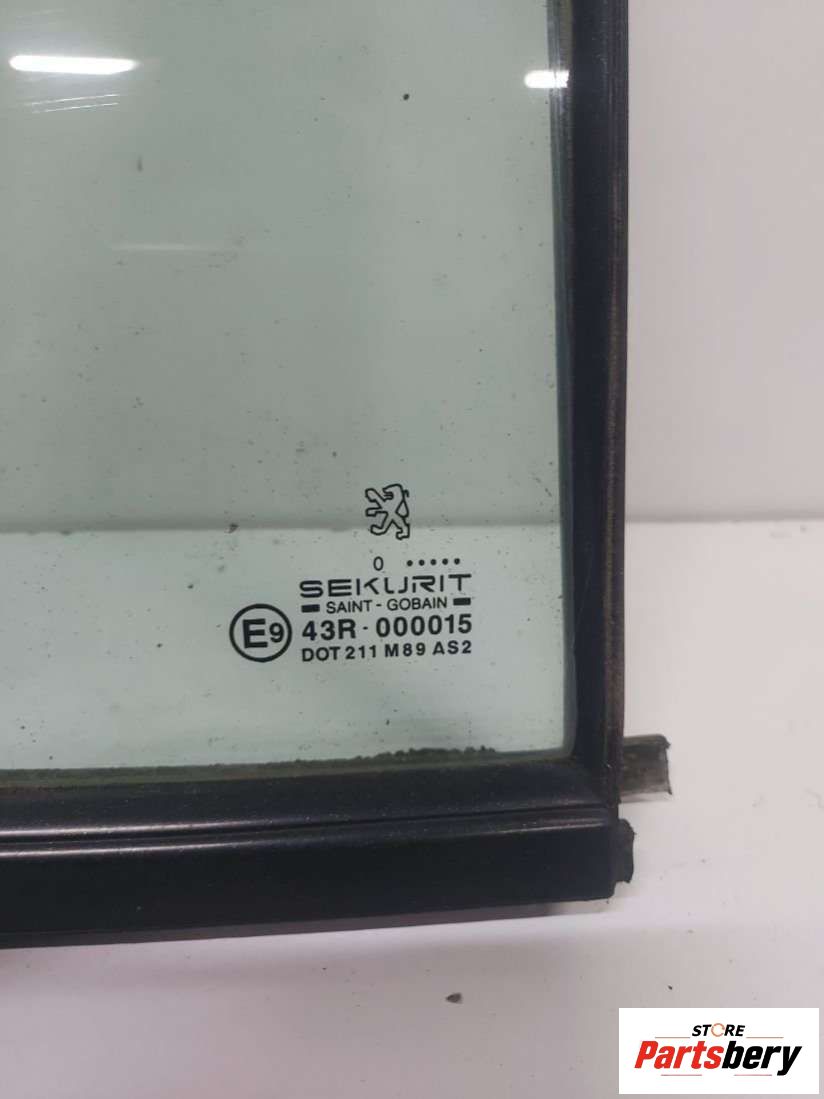 0 •••••
SEKURIT
SAINT - GOBAIN
E9 43R - 000015
DOT 211 M89 AS2
STORE
Partsbery